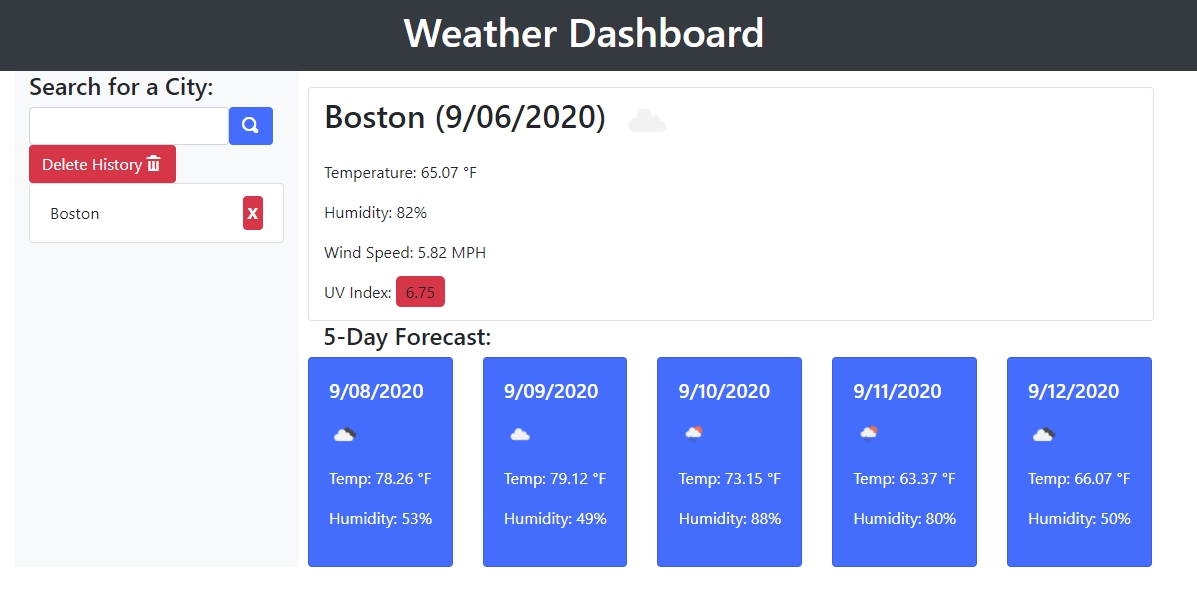 Weather Dashboard
Search for a City:
Delete History
Boston
X
Boston (9/06/2020)
Temperature: 65.07 °F
Humidity: 82%
Wind Speed: 5.82 MPH
UV Index: 6.75
5-Day Forecast:
9/08/2020
Temp: 78.26 °F
Humidity: 53%
9/09/2020
Temp: 79.12 °F
Humidity: 49%
9/10/2020
Temp: 73.15 °F
Humidity: 88%
9/11/2020
Temp: 63.37 °F
Humidity: 80%
9/12/2020
Temp: 66.07 °F
Humidity: 50%